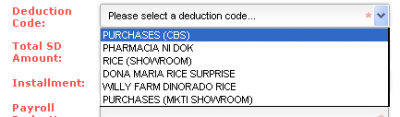 Deduction Code:
Please select a deduction code...
*
PURCHASES (CBS)
PHARMACIA NI DOK
RICE (SHOWROOM)
DONA MARIA RICE SURPRISE
WILLY FARM DINORADO RICE
PURCHASES (MKTI SHOWROOM)
Total SD Amount:
Installment:
Payroll